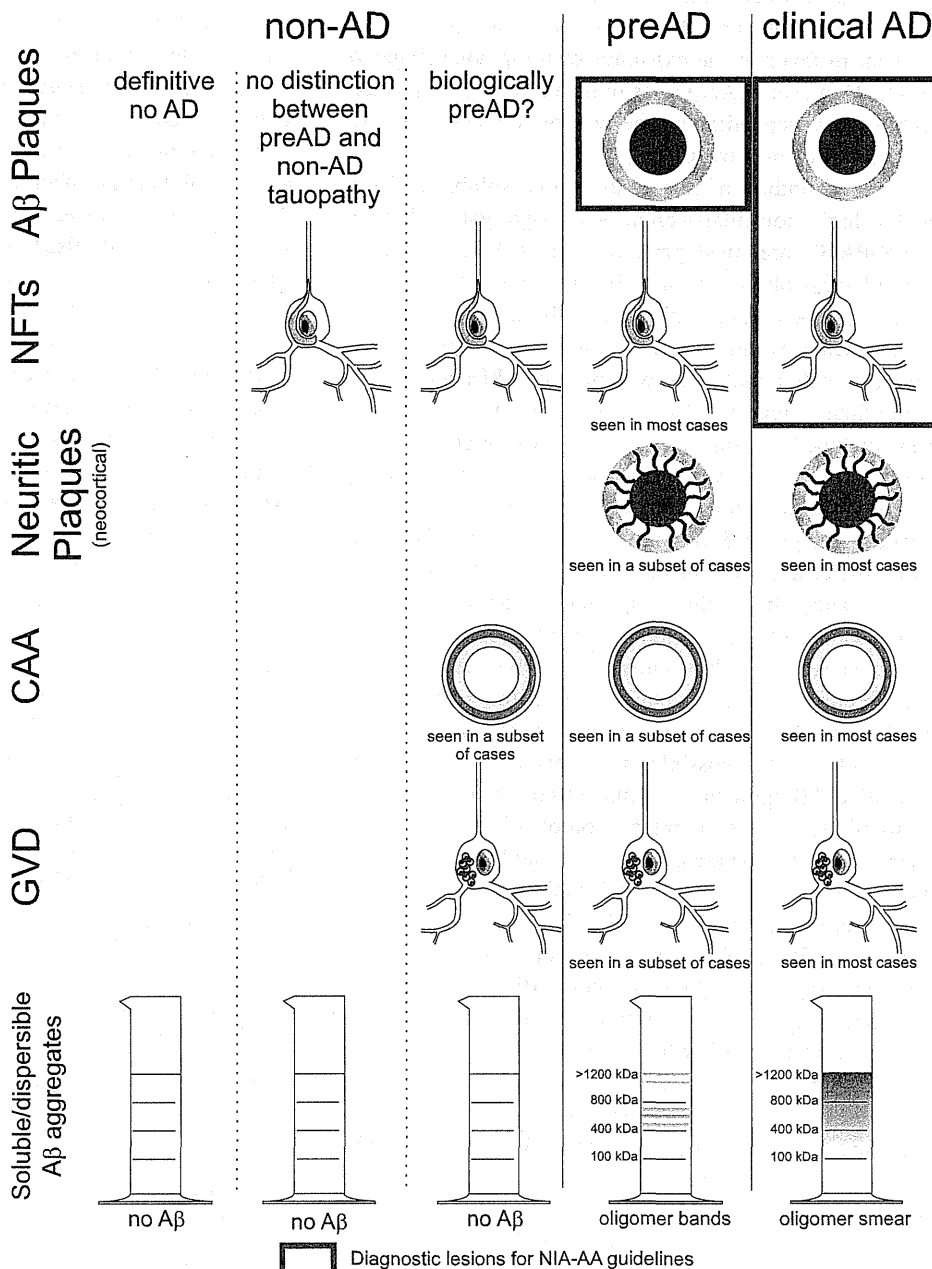 non-AD
preAD
clinical AD
Aβ Plaques
definitive
no AD
no distinction
between
preAD and
non-AD
tauopathy
biologically
preAD?
NFTs
seen in most cases
Neuritic
Plaques
(neocortical)
seen in a subset of cases
seen in most cases
CAA
seen in a subset
of cases
seen in a subset of cases
seen in most cases
GVD
seen in a subset of cases
seen in most cases
Soluble/dispersible
Aβ aggregates
>1200 kDa
800 kDa
400 kDa
100 kDa
>1200 kDa
800 kDa
400 kDa
100 kDa
no Aβ
no Aβ
no Aβ
oligomer bands
oligomer smear
Diagnostic lesions for NIA-AA guidelines